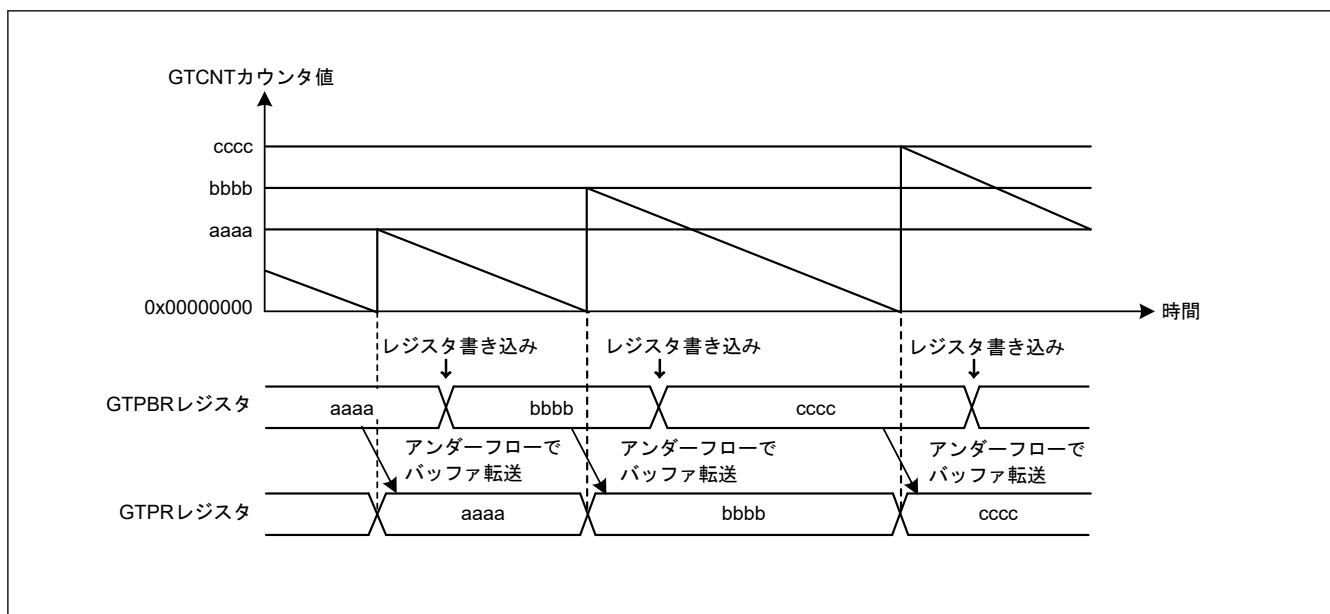 GTCNTカウンタ値
cccc
bbbb
aaaa
0x00000000
時間
レジスタ書き込み
レジスタ書き込み
レジスタ書き込み
GTPBRレジスタ
aaaa
bbbb
cccc
アンダーフローで
バッファ転送
アンダーフローで
バッファ転送
アンダーフローで
バッファ転送
GTPRレジスタ
aaaa
bbbb
cccc